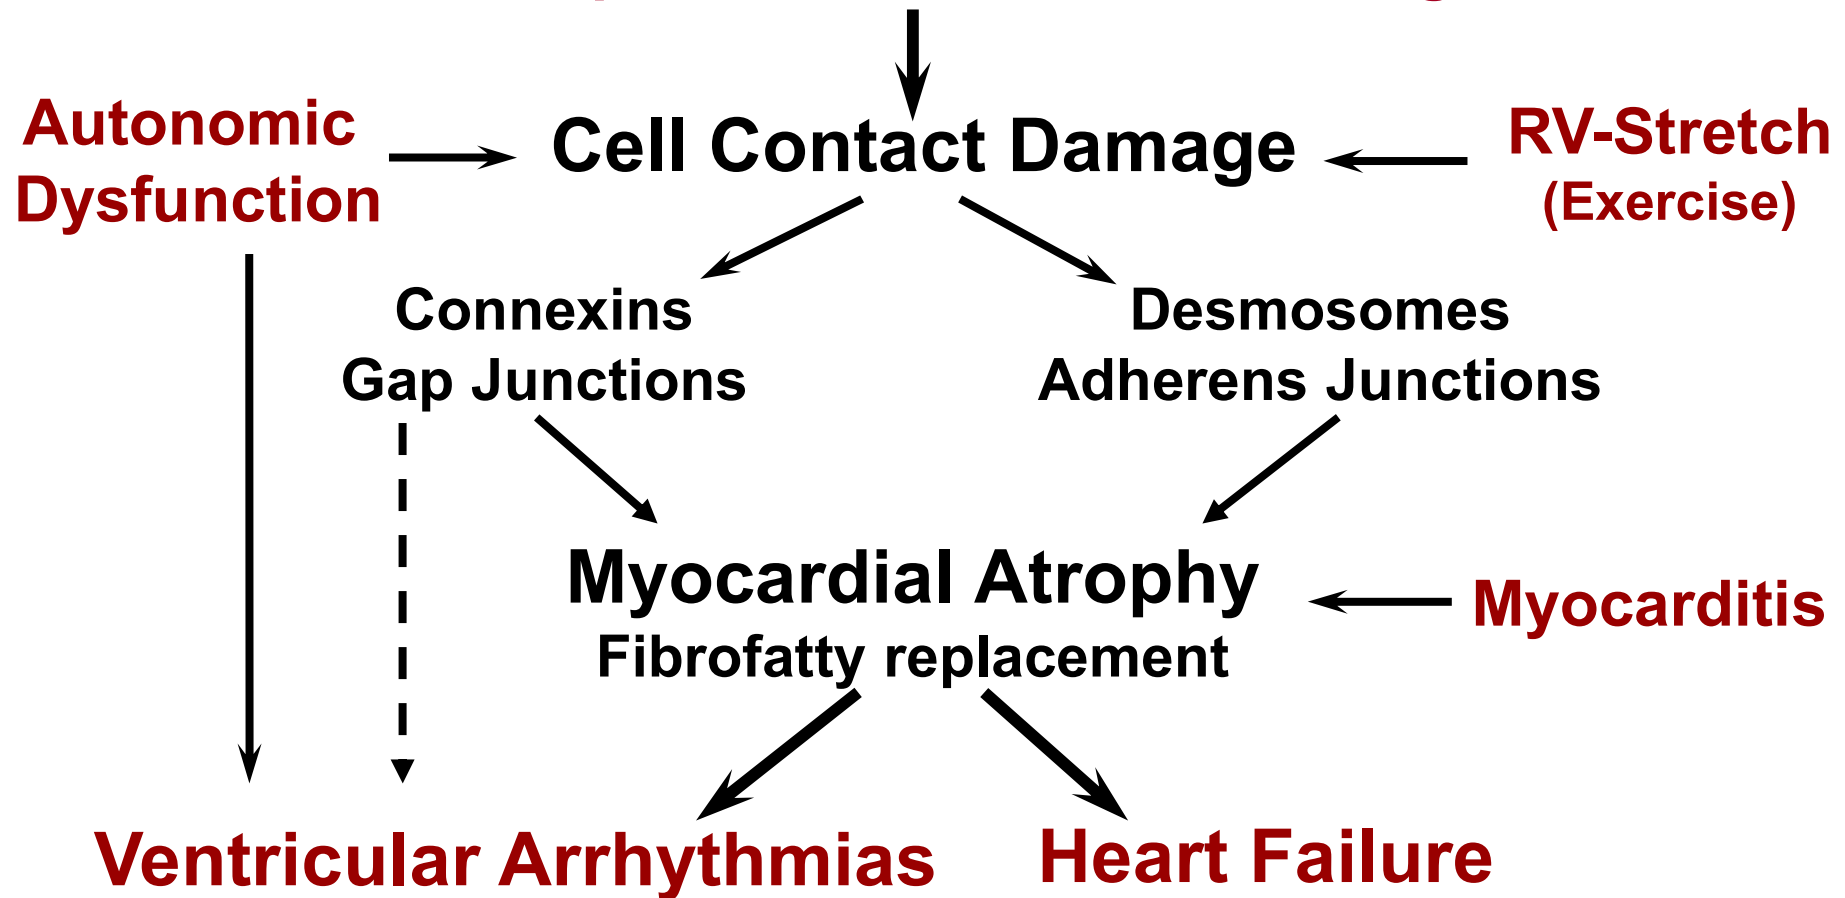 Autonomic
Dysfunction
Cell Contact Damage
RV-Stretch
(Exercise)
Connexins
Gap Junctions
Desmosomes
Adherens Junctions
Myocardial Atrophy
Fibrofatty replacement
Myocarditis
Ventricular Arrhythmias
Heart Failure